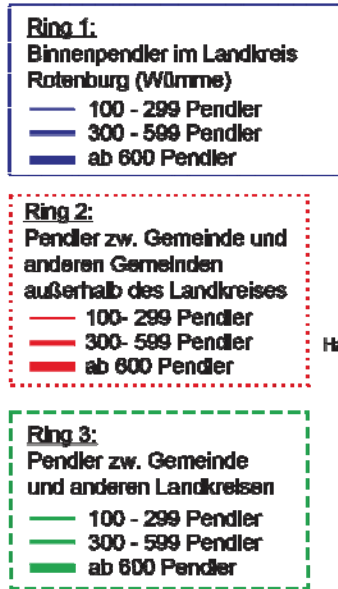 Ring 1:
Binnenpendler im Landkreis
Rotenburg (Wümme)
100 - 299 Pendler
300 - 599 Pendler
ab 600 Pendler
Ring 2:
Pendler zw. Gemeinde und
anderen Gemeinden
außerhalb des Landkreises
100- 299 Pendler
300- 599 Pendler
ab 600 Pendler
Ring 3:
Pendler zw. Gemeinde
und anderen Landkreisen
100 - 299 Pendler
300 - 599 Pendler
ab 600 Pendler